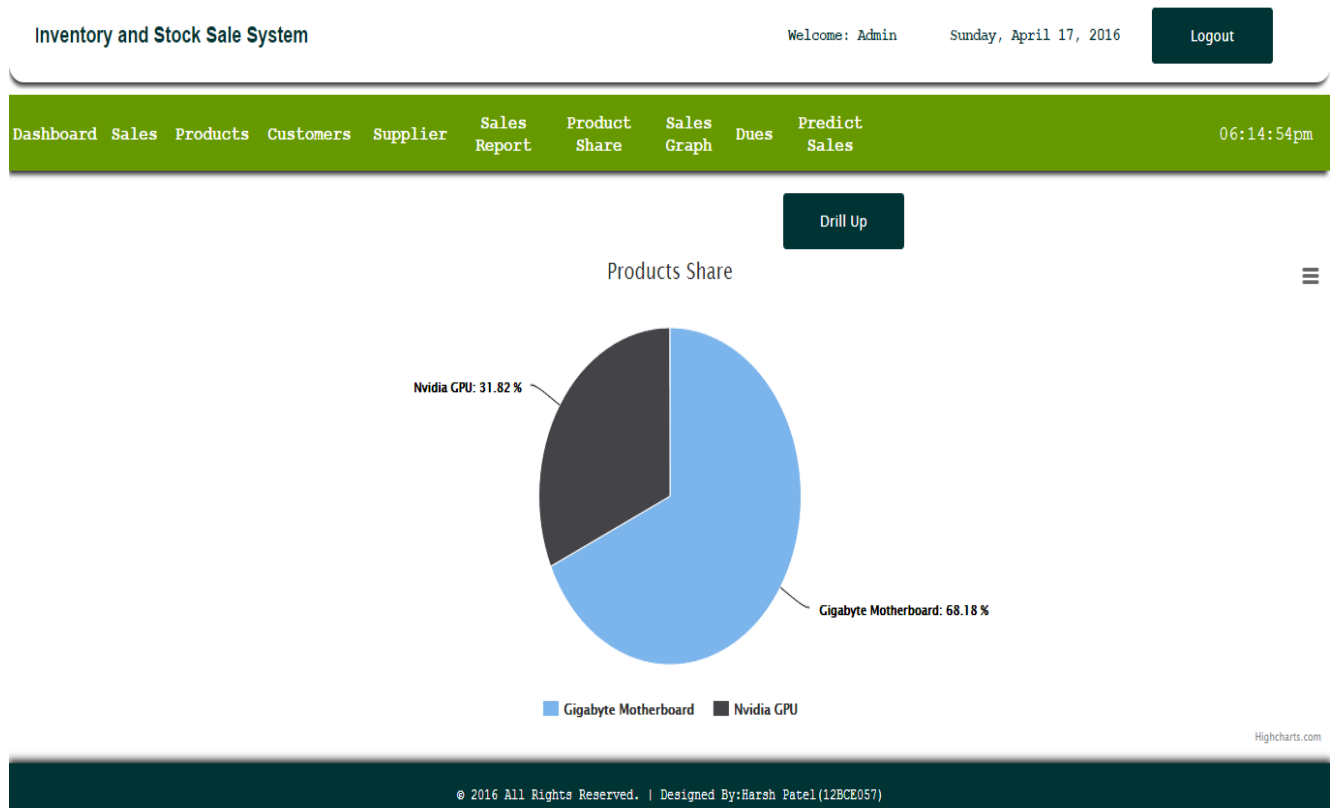 Inventory and Stock Sale System
Welcome: Admin
Sunday, April 17, 2016
Logout
Dashboard
Sales
Products
Customers
Supplier
Sales
Report
Product
Share
Sales
Graph
Dues
Predict
Sales
06:14:54pm
Drill Up
Products Share
Nvidia GPU: 31.82 %
Gigabyte Motherboard: 68.18 %
Gigabyte Motherboard
Nvidia GPU
Highcharts.com
© 2016 All Rights Reserved. | Designed By:Harsh Patel(12BCE057)